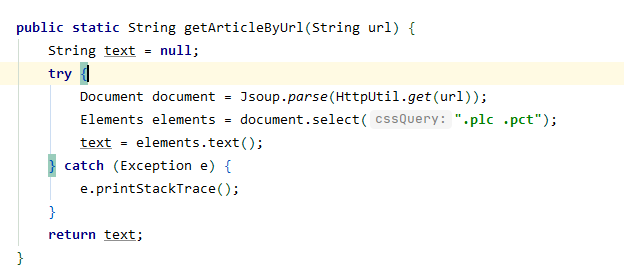 public static String getArticleByUrl(String url) {
String text = null;
try {
Document document = Jsoup.parse(HttpUtil.get(url));
Elements elements = document.select( cssQuery: ".plc .pct");
text = elements.text();
} catch (Exception e) {
e.printStackTrace();
}
return text;
}